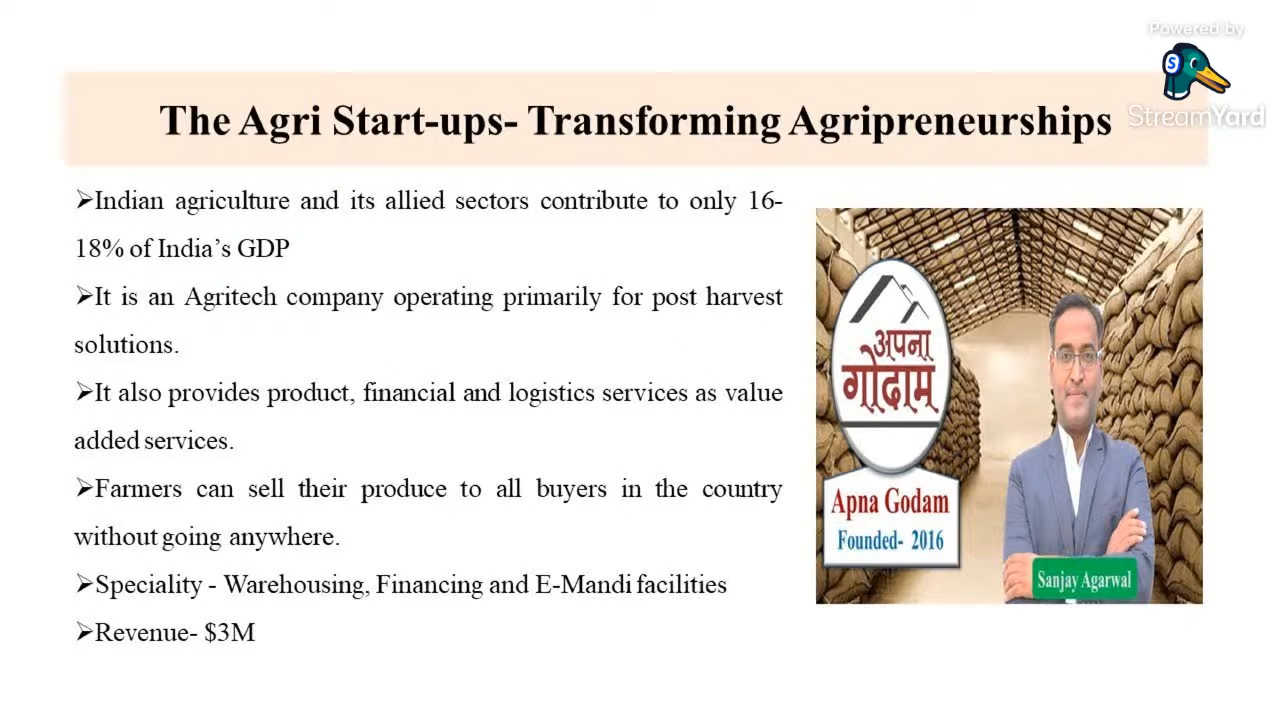 Powered by
S
StreamYard
The Agri Start-ups- Transforming Agripreneurships
➢Indian agriculture and its allied sectors contribute to only 16-
18% of India’s GDP
➢It is an Agritech company operating primarily for post harvest
solutions.
➢It also provides product, financial and logistics services as value
added services.
➢Farmers can sell their produce to all buyers in the country
without going anywhere.
➢Speciality - Warehousing, Financing and E-Mandi facilities
➢Revenue- $3M
अपना
गोदाम
Apna Godam
Founded- 2016
Sanjay Agarwal